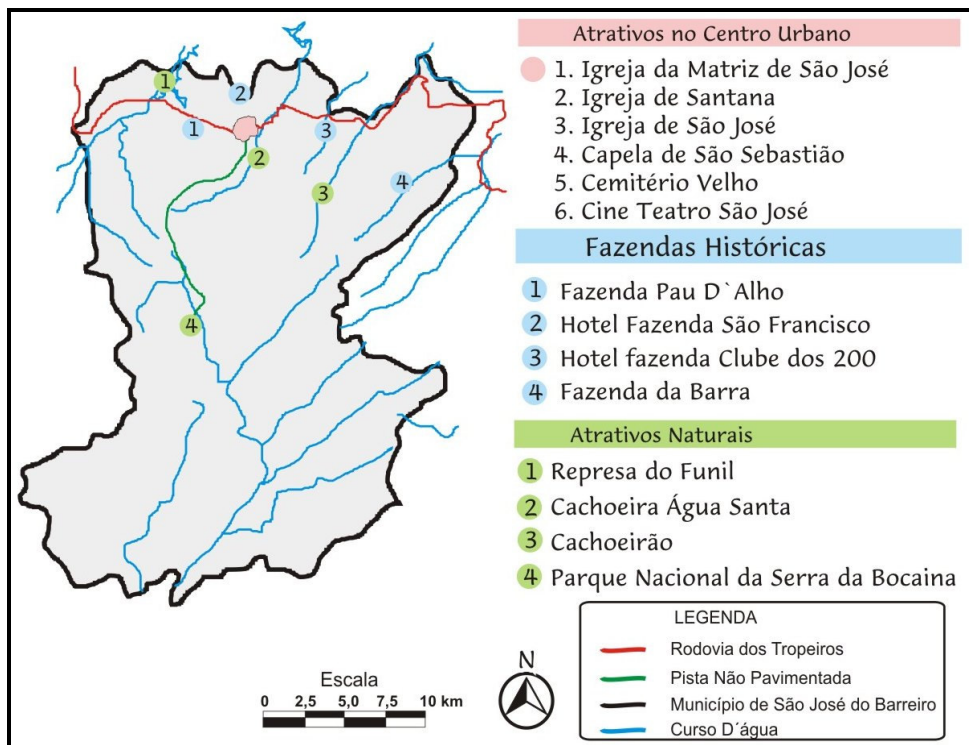 Atrativos no Centro Urbano
1. Igreja da Matriz de São José
2. Igreja de Santana
3. Igreja de São José
4. Capela de São Sebastião
5. Cemitério Velho
6. Cine Teatro São José
Fazendas Históricas
1 Fazenda Pau D`Alho
2 Hotel Fazenda São Francisco
3 Hotel fazenda Clube dos 200
4 Fazenda da Barra
Atrativos Naturais
1 Represa do Funil
2 Cachoeira Água Santa
3 Cachoeirão
4 Parque Nacional da Serra da Bocaina
LEGENDA
Rodovia dos Tropeiros
Pista Não Pavimentada
Município de São José do Barreiro
Curso D´água
N
Escala
0 2,5 5,0 7,5 10 km
1
2
1
3
2
4
3
4